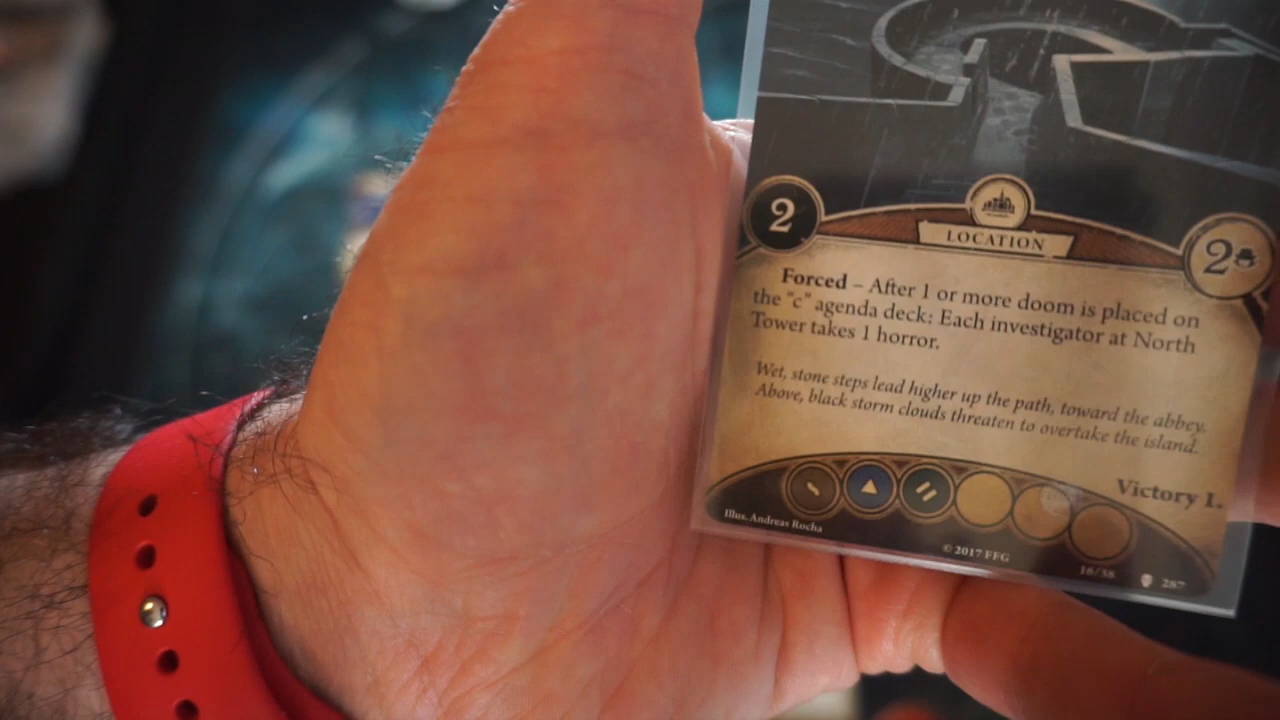 2
LOCATION
2
Forced – After 1 or more doom is placed on
the "c" agenda deck: Each investigator at North
Tower takes 1 horror.
Wet, stone steps lead higher up the path, toward the abbey.
Above, black storm clouds threaten to overtake the island.
Victory 1.
Illus. Andreas Rocha
© 2017 FFG
16/38
287